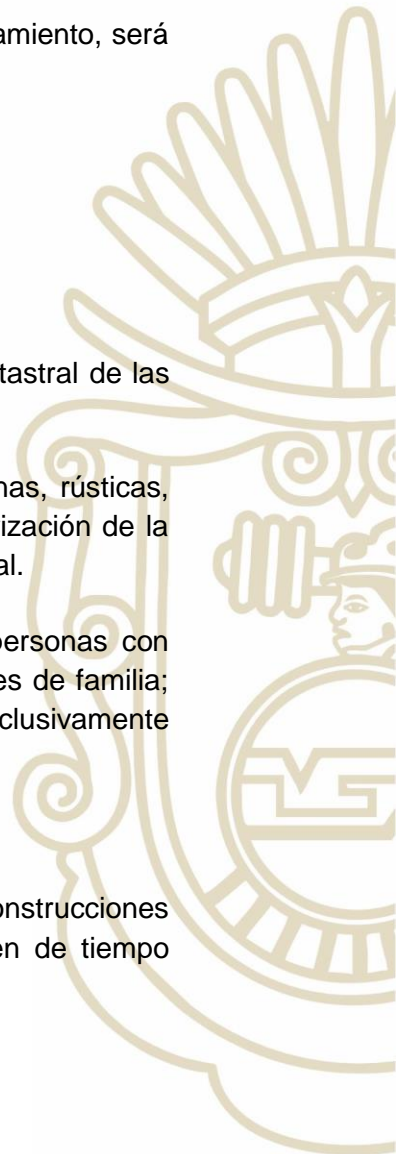 amiento, será
tastral de las
nas, rústicas,
ización de la
al.
personas con
es de familia;
clusivamente
onstrucciones
en de tiempo